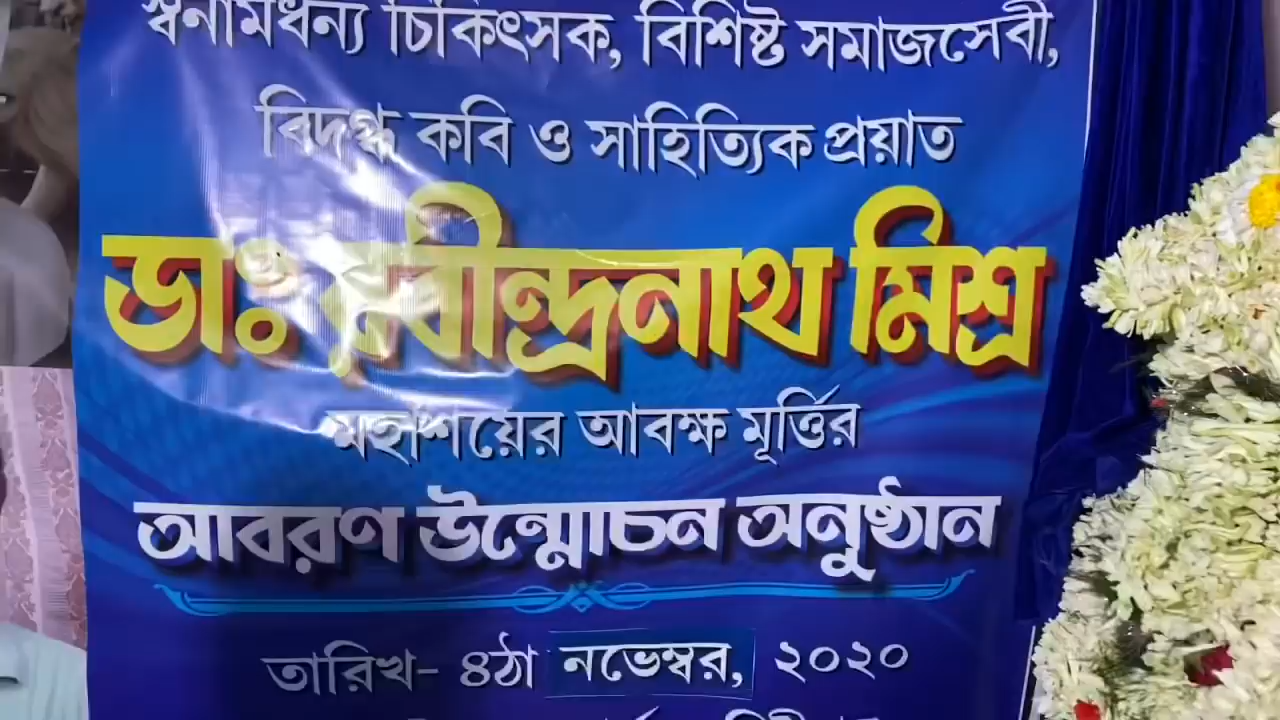 স্বনামধন্য চিকিৎসক, বিশিষ্ট সমাজসেবী,
বিদগ্ধ কবি ও সাহিত্যিক প্রয়াত
ডাঃ রবীন্দ্রনাথ মিশ্র
মহাশয়ের আবক্ষ মূর্ত্তির
আবরণ উন্মোচন অনুষ্ঠান
তারিখ- ৪ঠা নভেম্বর, ২০২০